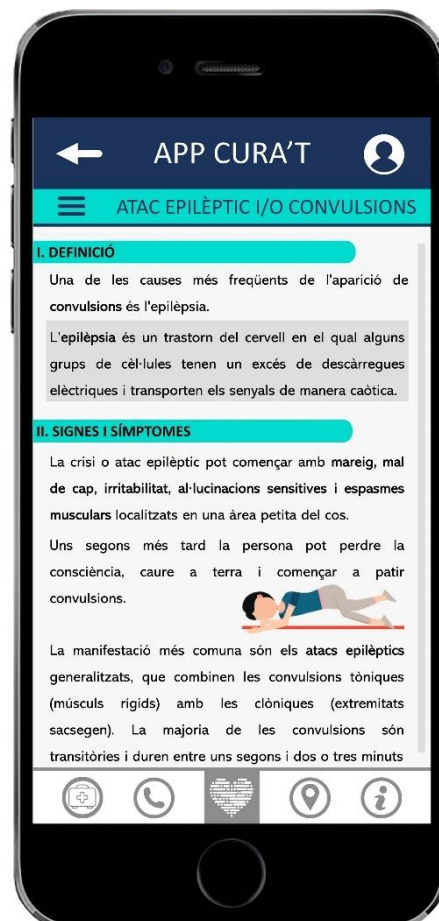 APP CURA'T
ATAC EPILÈPTIC I/O CONVULSIONS
I. DEFINICIÓ
Una de les causes més freqüents de l'aparició de
convulsions és l'epilèpsia.
L'epilèpsia és un trastorn del cervell en el qual alguns
grups de cèl·lules tenen un excés de descàrregues
elèctriques i transporten els senyals de manera caòtica.
II. SIGNES I SÍMPTOMES
La crisi o atac epilèptic pot començar amb mareig, mal
de cap, irritabilitat, al·lucinacions sensitives i espasmes
musculars localitzats en una àrea petita del cos.
Uns segons més tard la persona pot perdre la
consciència, caure a terra i començar a patir
convulsions.
La manifestació més comuna són els atacs epilèptics
generalitzats, que combinen les convulsions tòniques
(músculs rígids) amb les clòniques (extremitats
sacsegen). La majoria de les convulsions són
transitòries i duren entre uns segons i dos o tres minuts